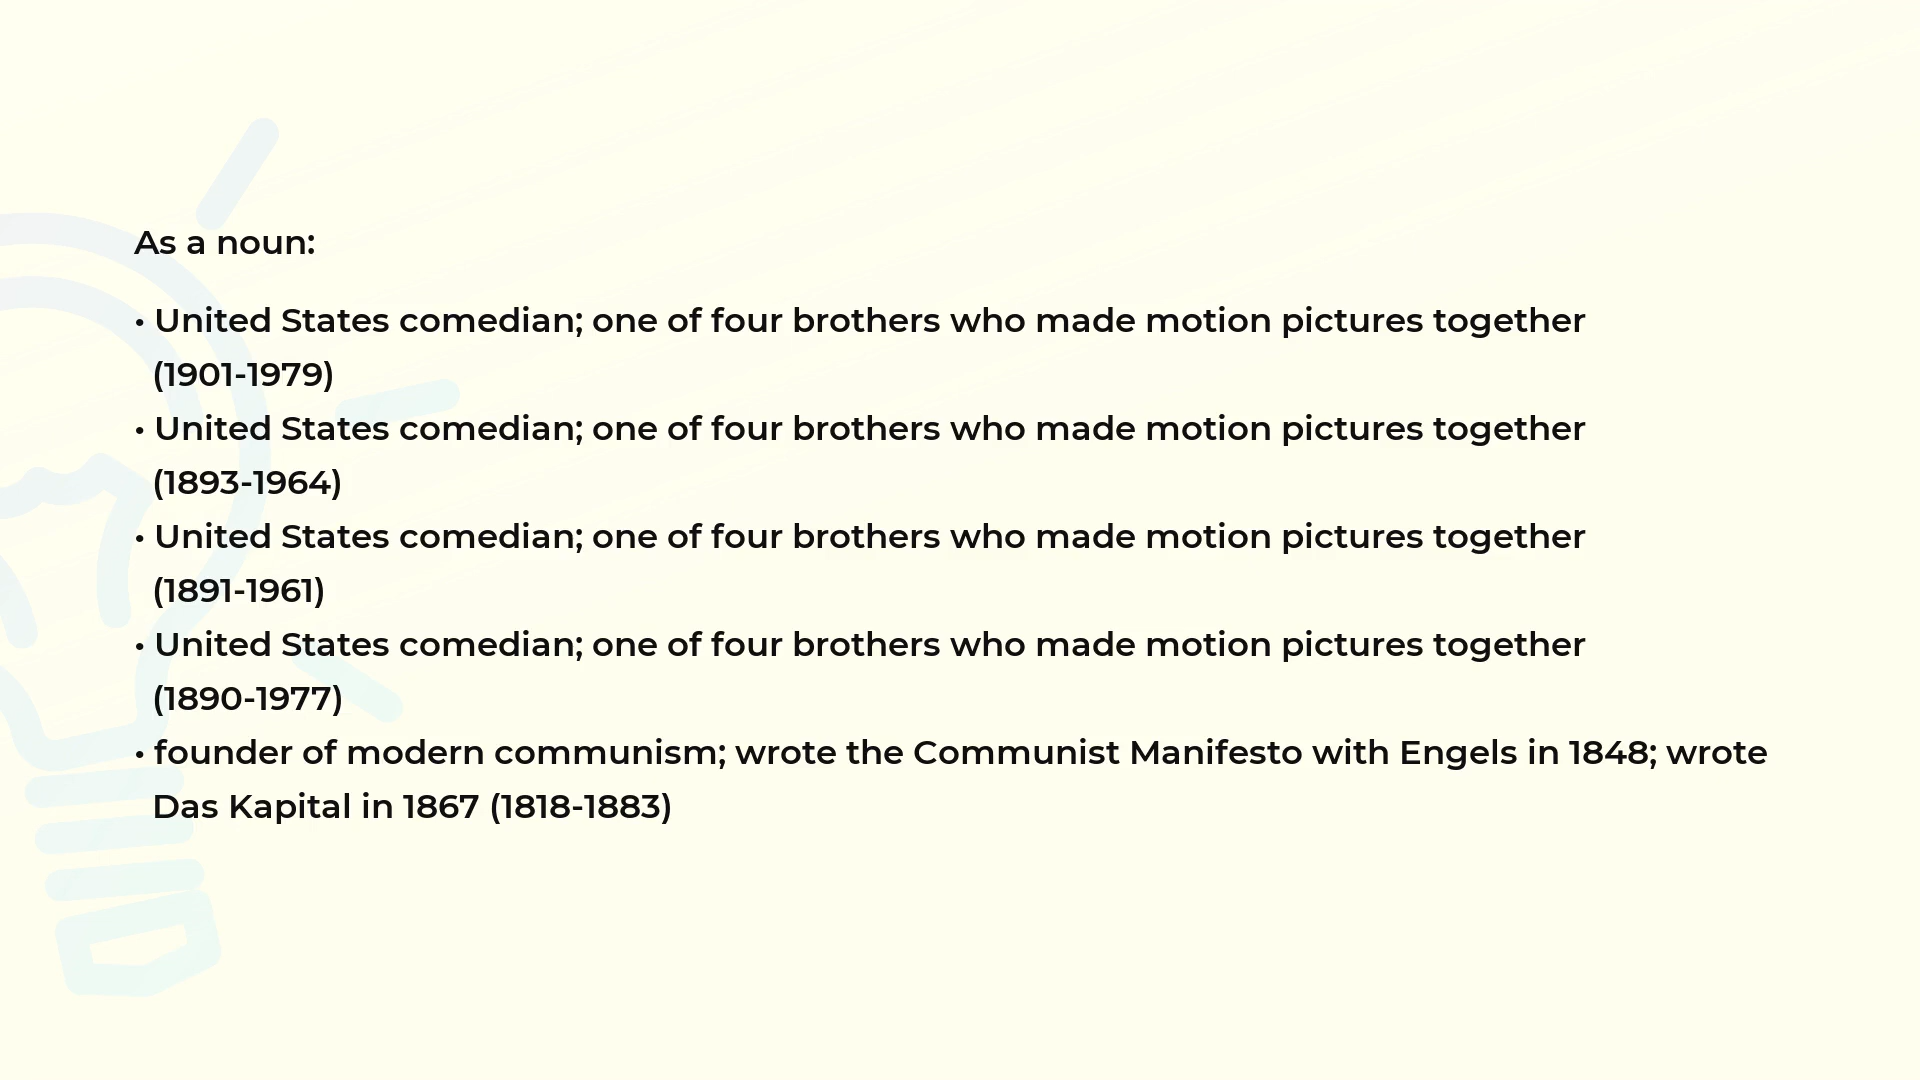 As a noun:
• United States comedian; one of four brothers who made motion pictures together
(1901-1979)
• United States comedian; one of four brothers who made motion pictures together
(1893-1964)
• United States comedian; one of four brothers who made motion pictures together
(1891-1961)
• United States comedian; one of four brothers who made motion pictures together
(1890-1977)
• founder of modern communism; wrote the Communist Manifesto with Engels in 1848; wrote
Das Kapital in 1867 (1818-1883)